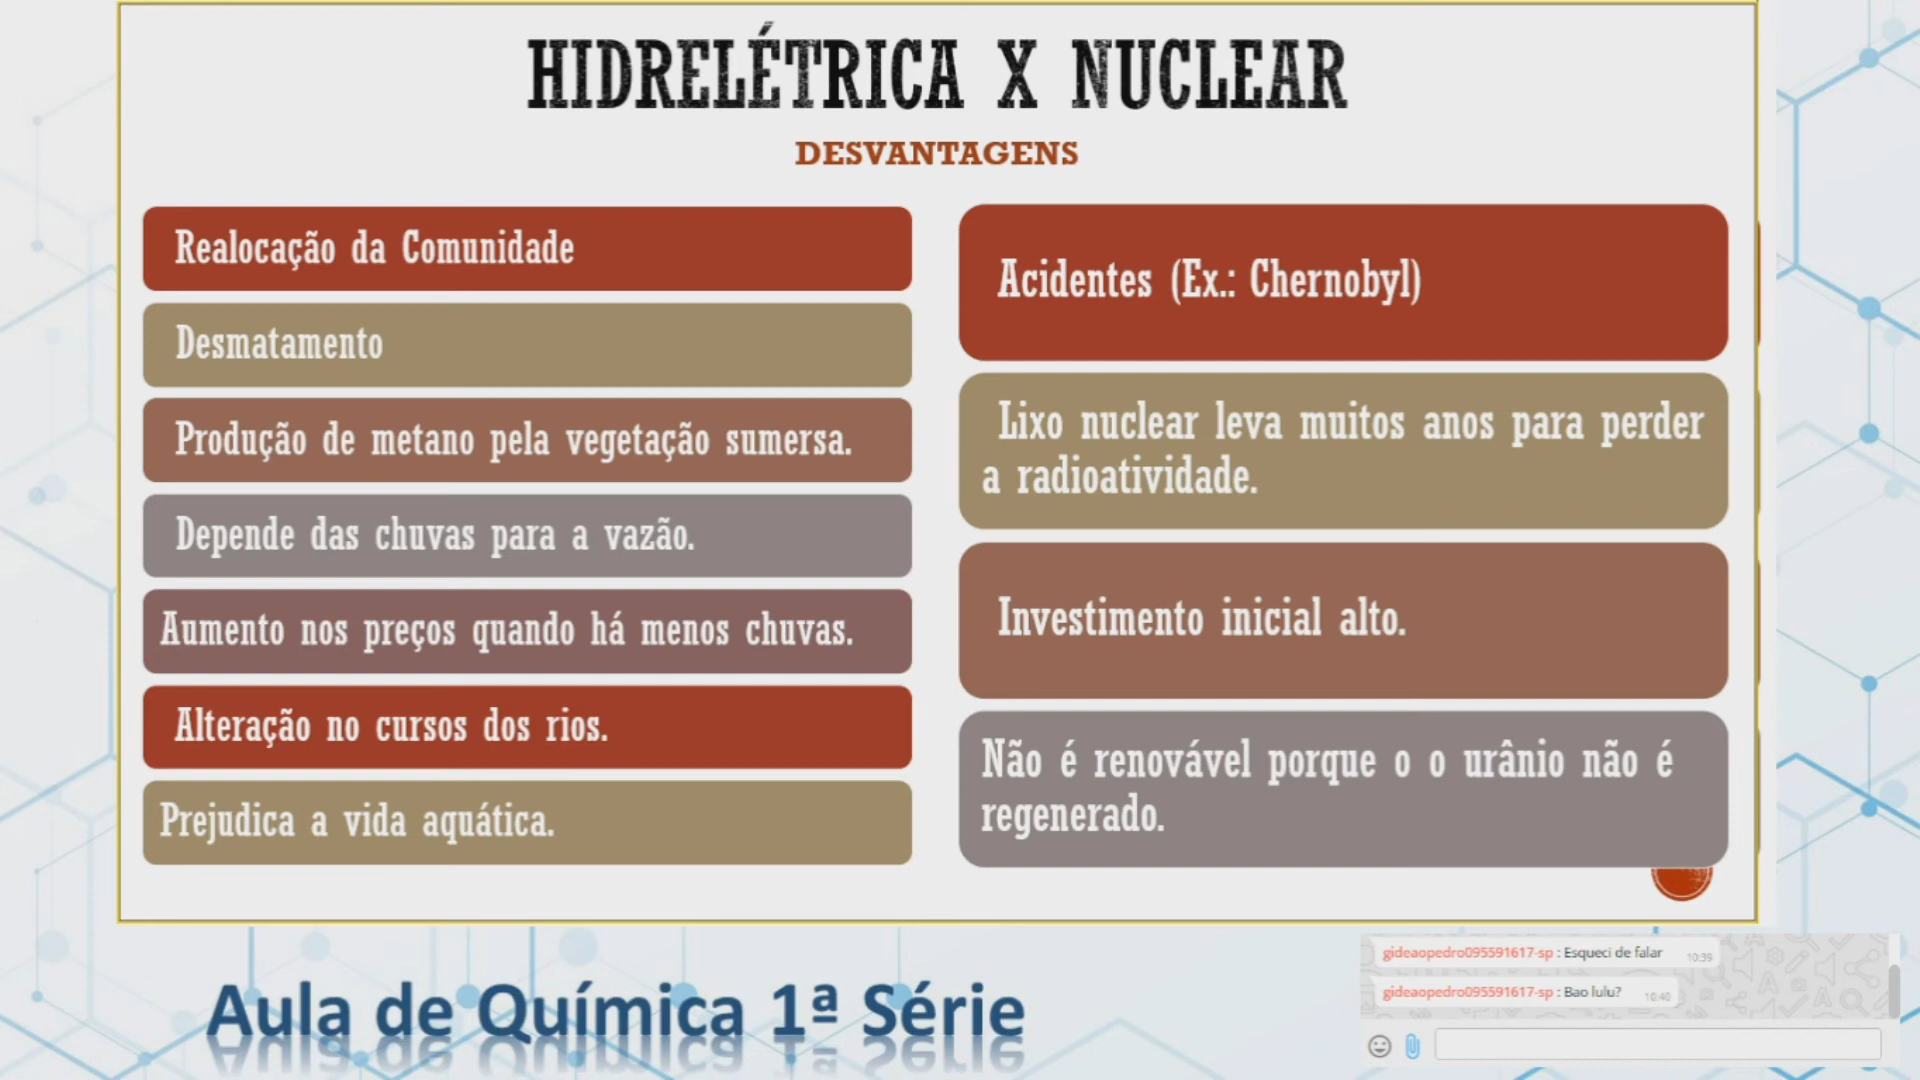 HIDRELÉTRICA X NUCLEAR
DESVANTAGENS
Realocação da Comunidade
Desmatamento
Produção de metano pela vegetação sumersa.
Depende das chuvas para a vazão.
Aumento nos preços quando há menos chuvas.
Alteração no cursos dos rios.
Prejudica a vida aquática.
Acidentes (Ex.: Chernobyl)
Lixo nuclear leva muitos anos para perder
a radioatividade.
Investimento inicial alto.
Não é renovável porque o o urânio não é
regenerado.
Aula de Química 1ª Série
gideaopedro095591617-sp : Esqueci de falar 10:39
gideaopedro095591617-sp : Bao lulu? 10:40